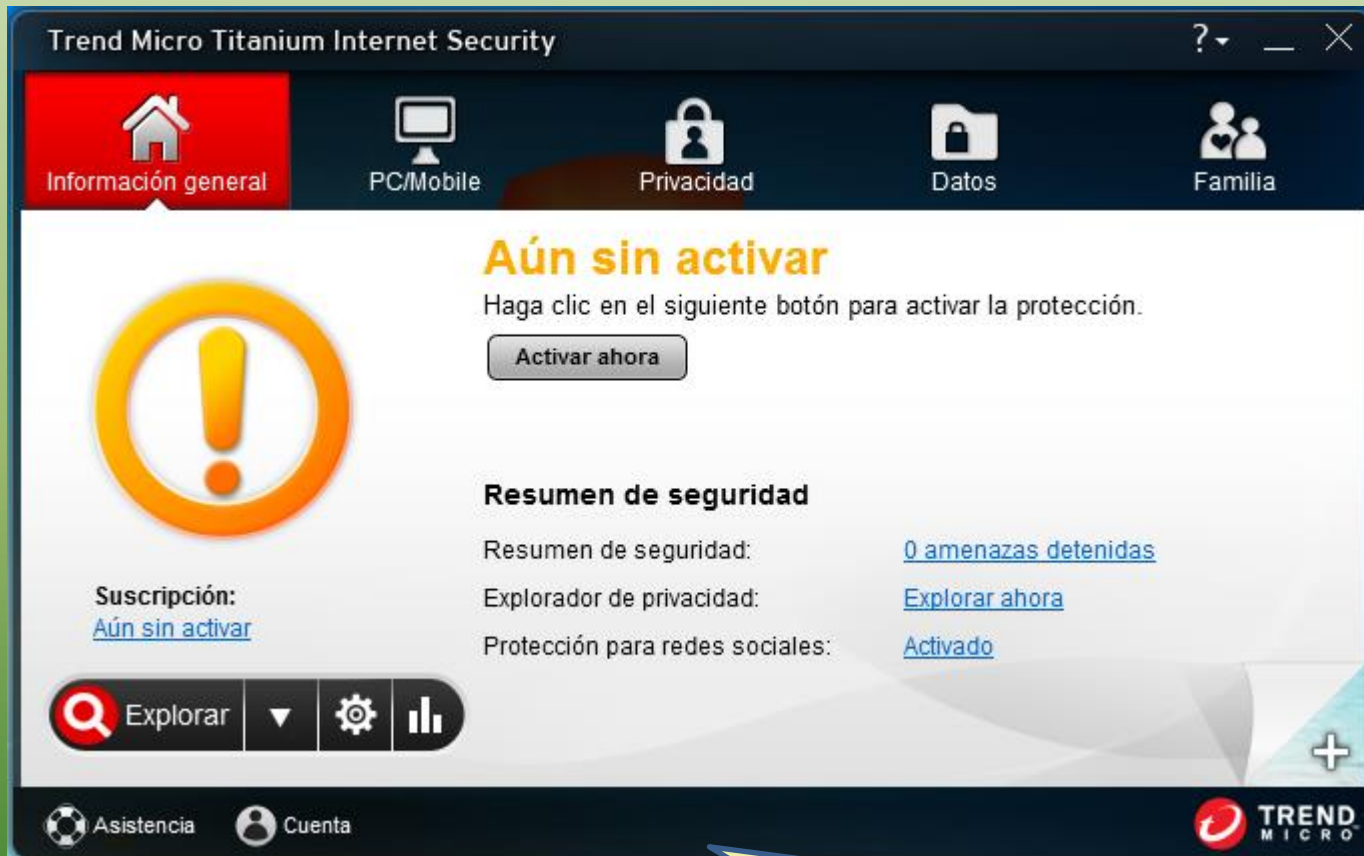 Trend Micro Titanium Internet Security
?
Información general
PC/Mobile
Privacidad
Datos
Familia
Aún sin activar
Haga clic en el siguiente botón para activar la protección.
Activar ahora
Resumen de seguridad
Resumen de seguridad: 0 amenazas detenidas
Explorador de privacidad: Explorar ahora
Protección para redes sociales: Activado
Suscripción:
Aún sin activar
Explorar
Asistencia
Cuenta
TREND
MICRO